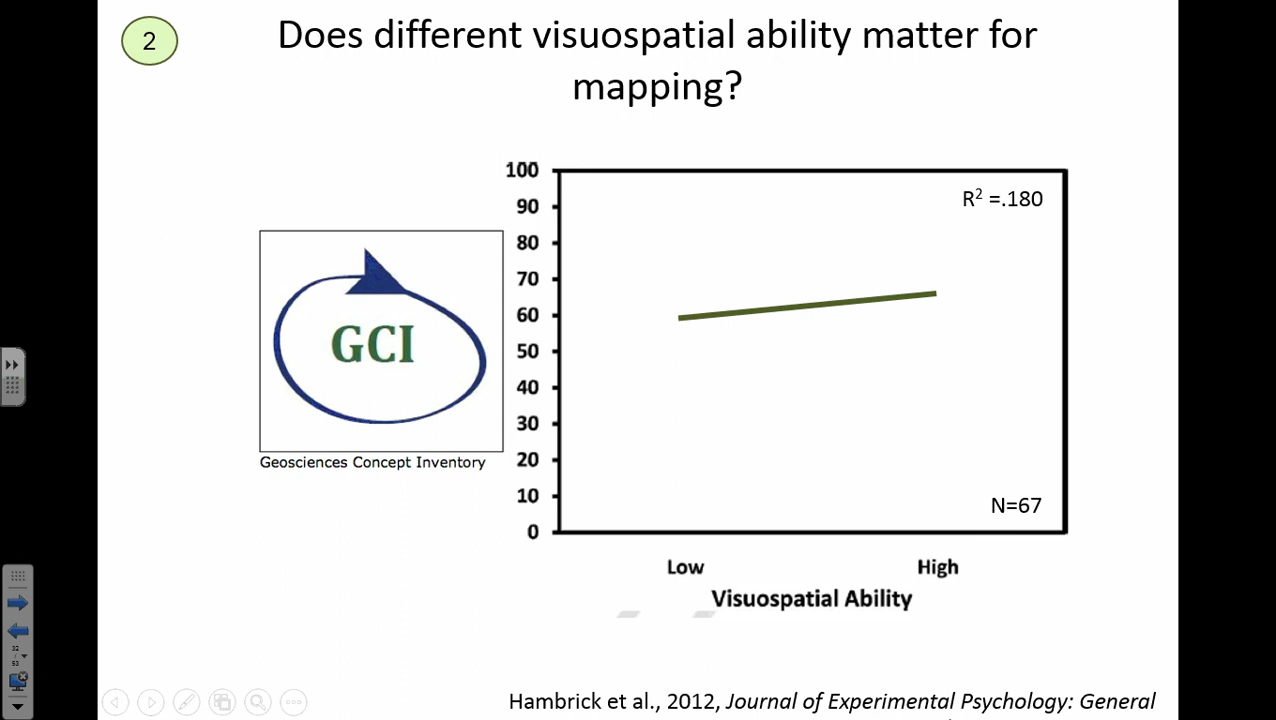 2
Does different visuospatial ability matter for
mapping?
100
90
80
70
60
50
40
30
20
10
0
R² =.180
N=67
GCI
Geosciences Concept Inventory
Low
High
Visuospatial Ability
Hambrick et al., 2012, Journal of Experimental Psychology: General
32
/
53